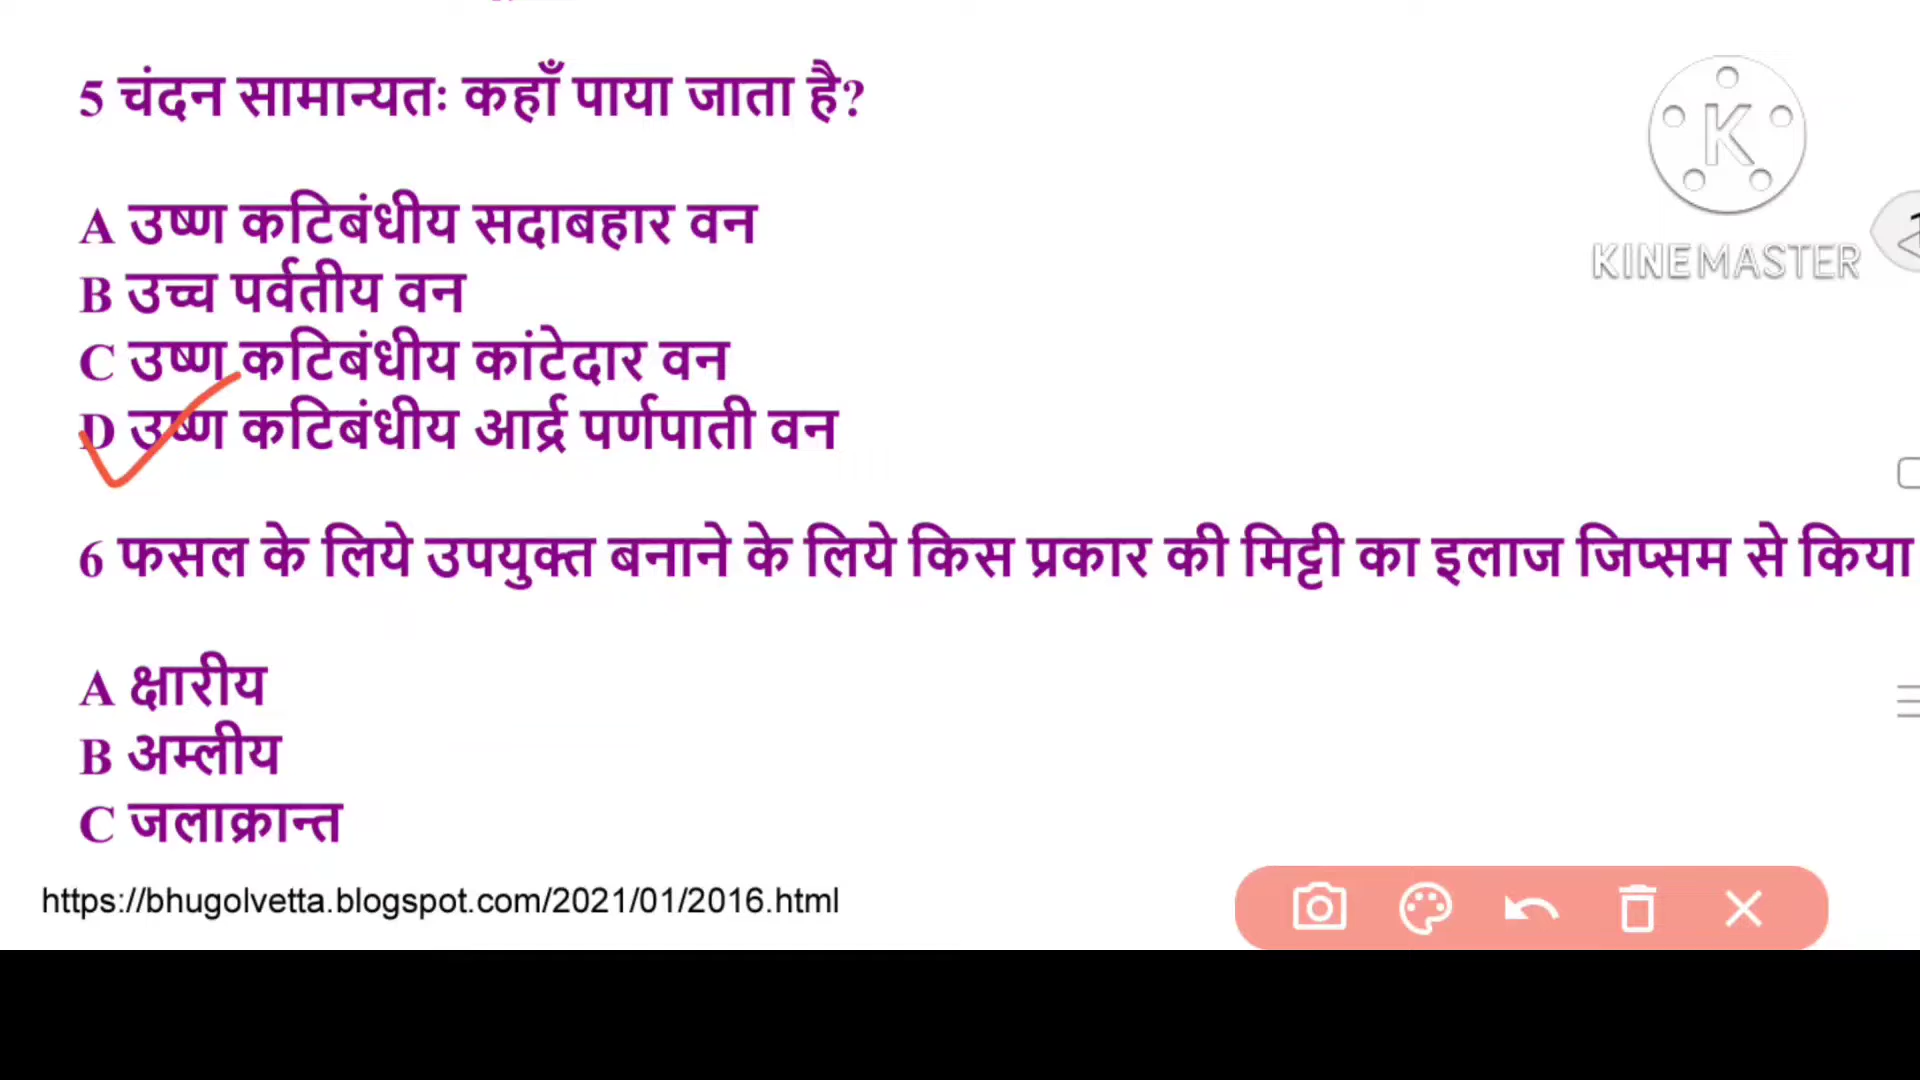 5 चंदन सामान्यतः कहाँ पाया जाता है?
K
KINEMASTER
A उष्ण कटिबंधीय सदाबहार वन
B उच्च पर्वतीय वन
C उष्ण कटिबंधीय कांटेदार वन
D उष्ण कटिबंधीय आर्द्र पर्णपाती वन
6 फसल के लिये उपयुक्त बनाने के लिये किस प्रकार की मिट्टी का इलाज जिप्सम से किया
A क्षारीय
B अम्लीय
C जलाक्रान्त
https://bhugolvetta.blogspot.com/2021/01/2016.html